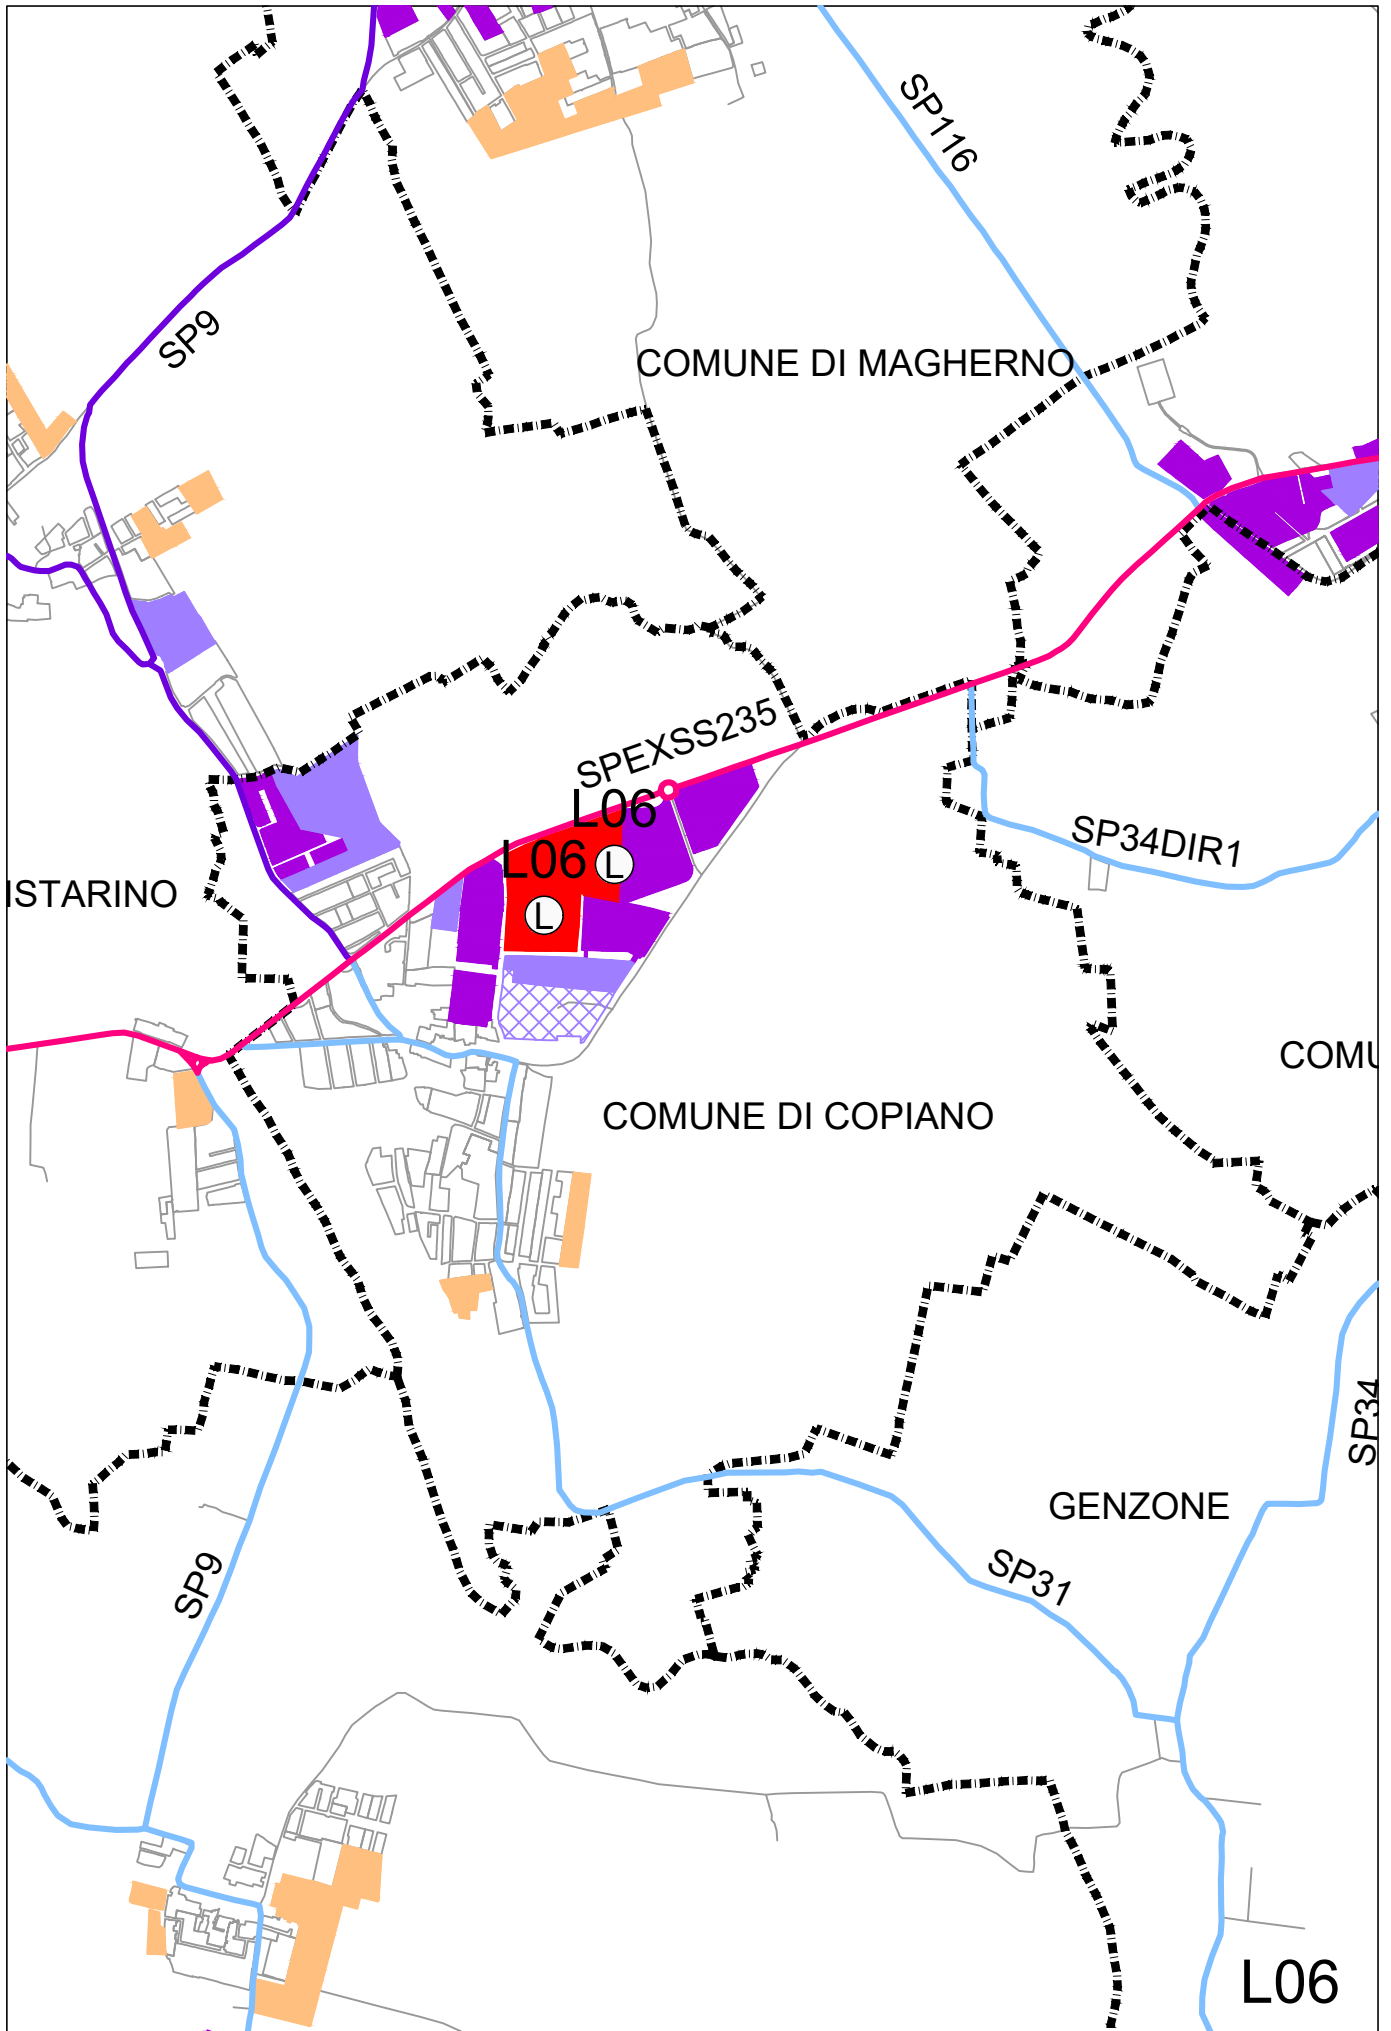 SP116
SP9
COMUNE DI MAGHERNO
SPEXSS235
L06
SP34DIR1
L06
L
ISTARINO
L
COMU
COMUNE DI COPIANO
SP34
GENZONE
SP31
SP9
L06